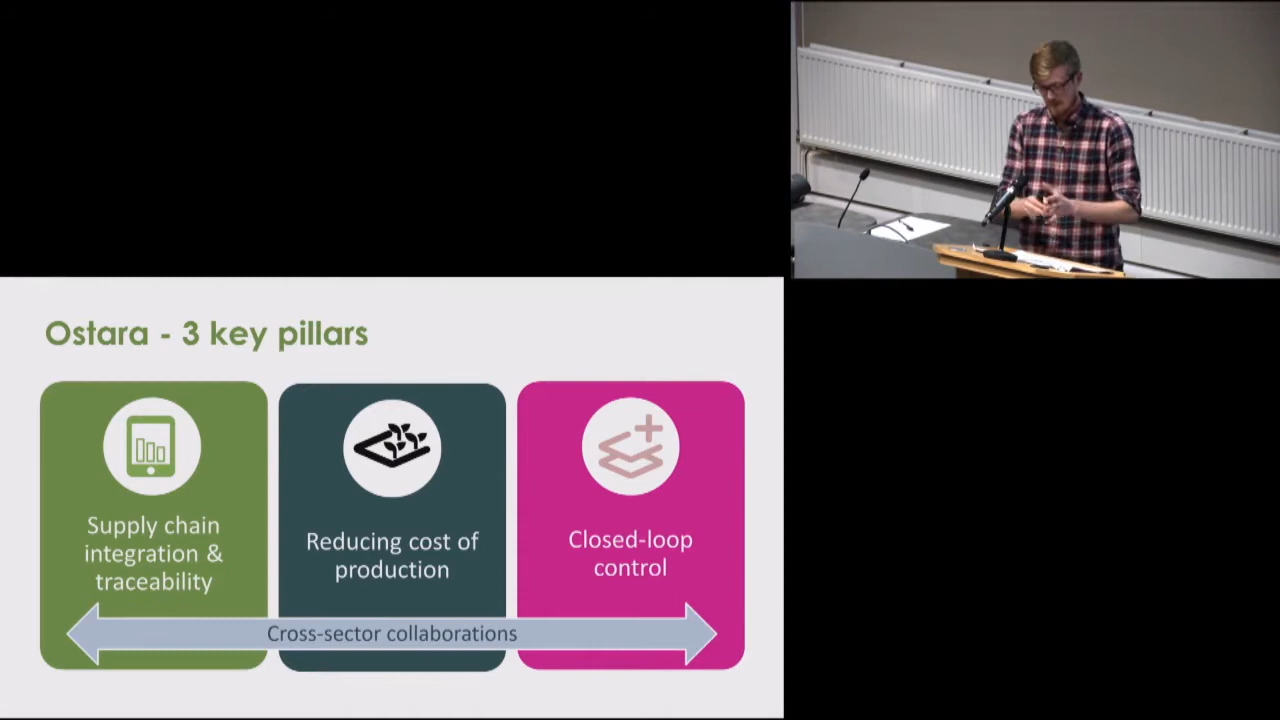 Ostara - 3 key pillars
Supply chain
integration &
traceability
Reducing cost of
production
Closed-loop
control
Cross-sector collaborations